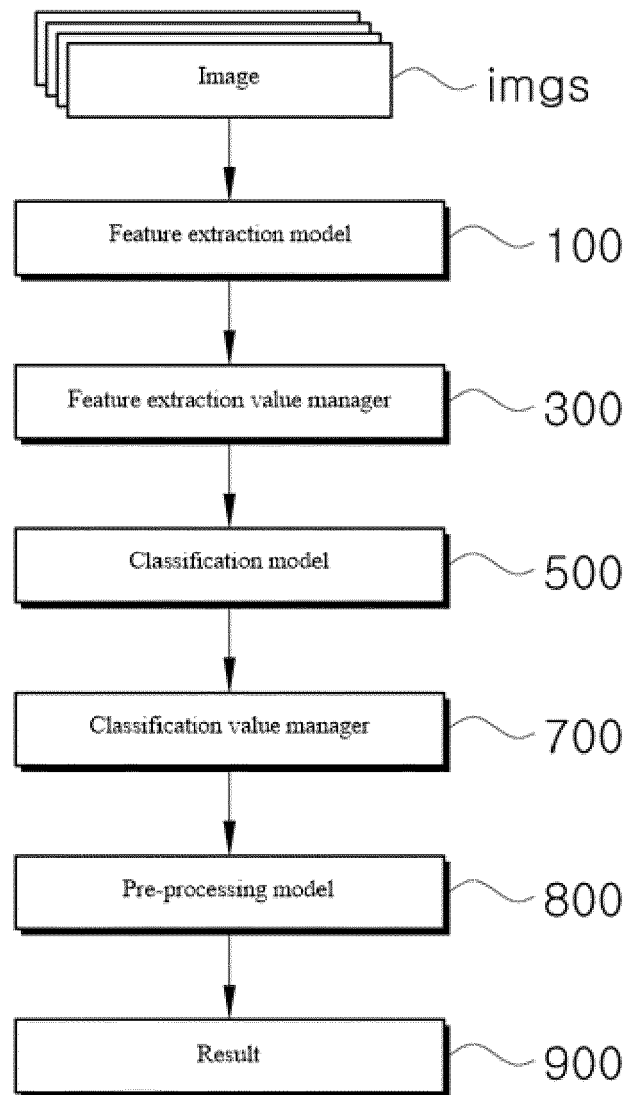 Image
imgs
Feature extraction model
100
Feature extraction value manager
300
Classification model
500
Classification value manager
700
Pre-processing model
800
Result
900